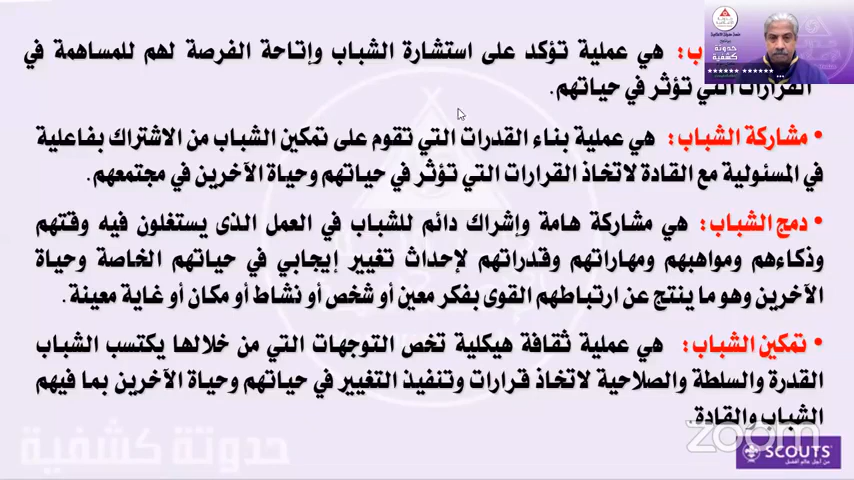 ب: هي عملية تؤكد على استشارة الشباب وإتاحة الفرصة لهم للمساهمة في
القرارات التي تؤثر في حياتهم.
• مشاركة الشباب: هي عملية بناء القدرات التي تقوم على تمكين الشباب من الاشتراك بفاعلية
في المسئولية مع القادة لاتخاذ القرارات التي تؤثر في حياتهم وحياة الآخرين في مجتمعهم.
• دمج الشباب: هي مشاركة هامة وإشراك دائم للشباب في العمل الذى يستغلون فيه وقتهم
وذكاءهم ومواهبهم ومهاراتهم وقدراتهم لإحداث تغيير إيجابي في حياتهم الخاصة وحياة
الآخرين وهو ما ينتج عن ارتباطهم القوى بفكر معين أو شخص أو نشاط أو مكان أو غاية معينة.
• تمكين الشباب: هي عملية ثقافة هيكلية تخص التوجهات التي من خلالها يكتسب الشباب
القدرة والسلطة والصلاحية لاتخاذ قرارات وتنفيذ التغيير في حياتهم وحياة الآخرين بما فيهم
الشباب والقادة.
حدوتة كشفية
zoom
SCOUTS
من أجل عالم أفضل
حدوتة
كشفية
****** ****** ...